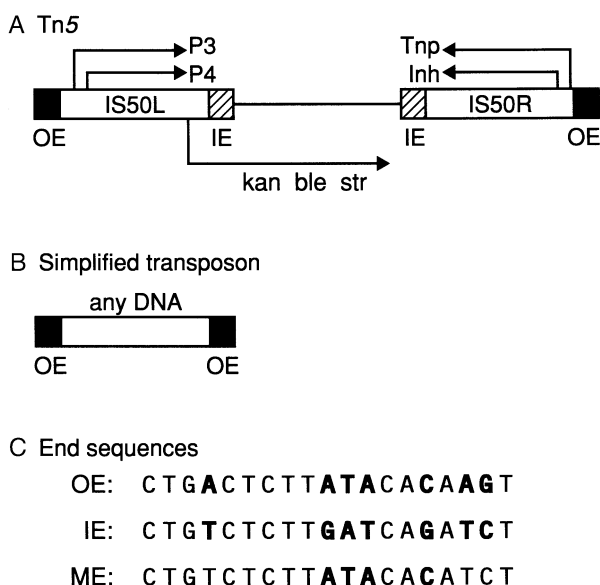 A Tn5
P3 Tnp
P4 Inh
IS50L IS50R
OE IE IE OE
kan ble str
B Simplified transposon
any DNA
OE OE
C End sequences
OE: CTGACTCTTATACACAAGT
IE: CTGTCTCTTGATCAGATCT
ME: CTGTCTCTTATACACATCT